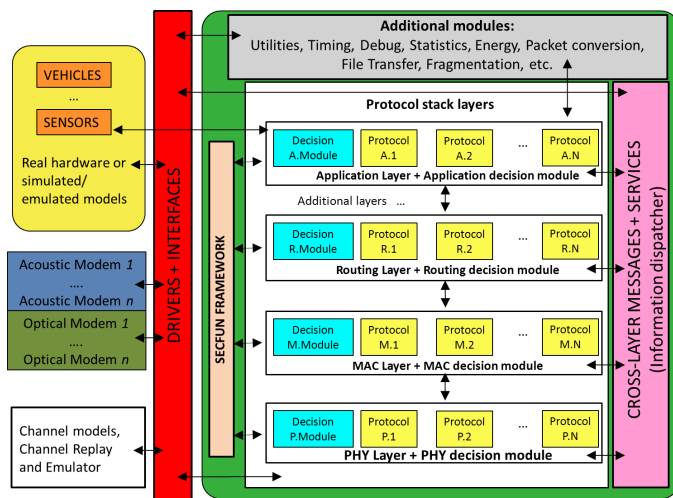 Additional modules:
Utilities, Timing, Debug, Statistics, Energy, Packet conversion,
File Transfer, Fragmentation, etc.
VEHICLES
...
SENSORS
Real hardware or
simulated/
emulated models
Acoustic Modem 1
....
Acoustic Modem n
Optical Modem 1
....
Optical Modem n
Channel models,
Channel Replay
and Emulator
DRIVERS + INTERFACES
SECFUN FRAMEWORK
Protocol stack layers
Decision Protocol Protocol ... Protocol
A.Module A.1 A.2 A.N
Application Layer + Application decision module
Additional layers ...
Decision Protocol Protocol ... Protocol
R.Module R.1 R.2 R.N
Routing Layer + Routing decision module
Decision Protocol Protocol ... Protocol
M.Module M.1 M.2 M.N
MAC Layer + MAC decision module
Decision Protocol Protocol ... Protocol
P.Module P.1 P.2 P.N
PHY Layer + PHY decision module
CROSS-LAYER MESSAGES + SERVICES
(Information dispatcher)